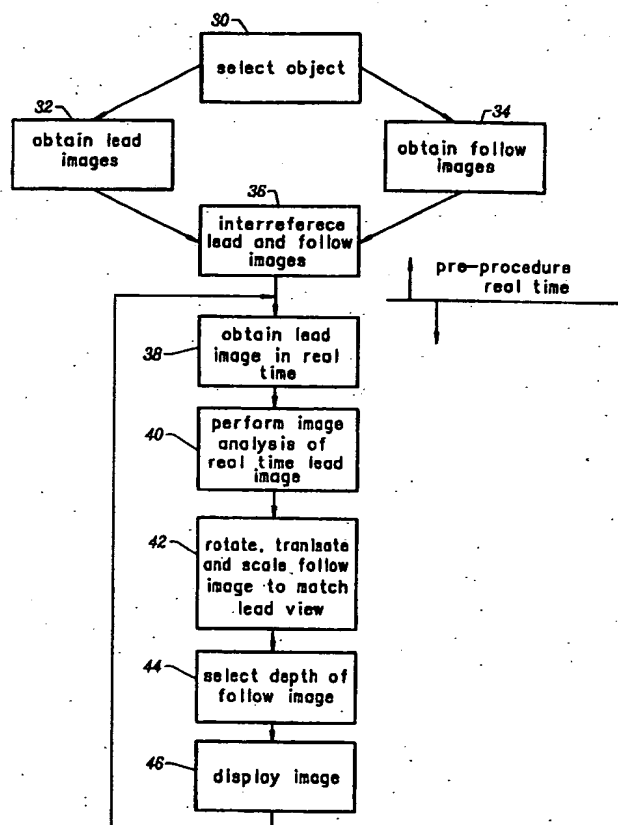 30
select object
32
obtain lead
images
34
obtain follow
images
36
interreferece
lead and follow
images
pre-procedure
real time
38
obtain lead
image in real
time
40
perform image
analysis of
real time lead
image
42
rotate, tranlsate
and scale follow
image to match
lead view
44
select depth of
follow image
46
display image